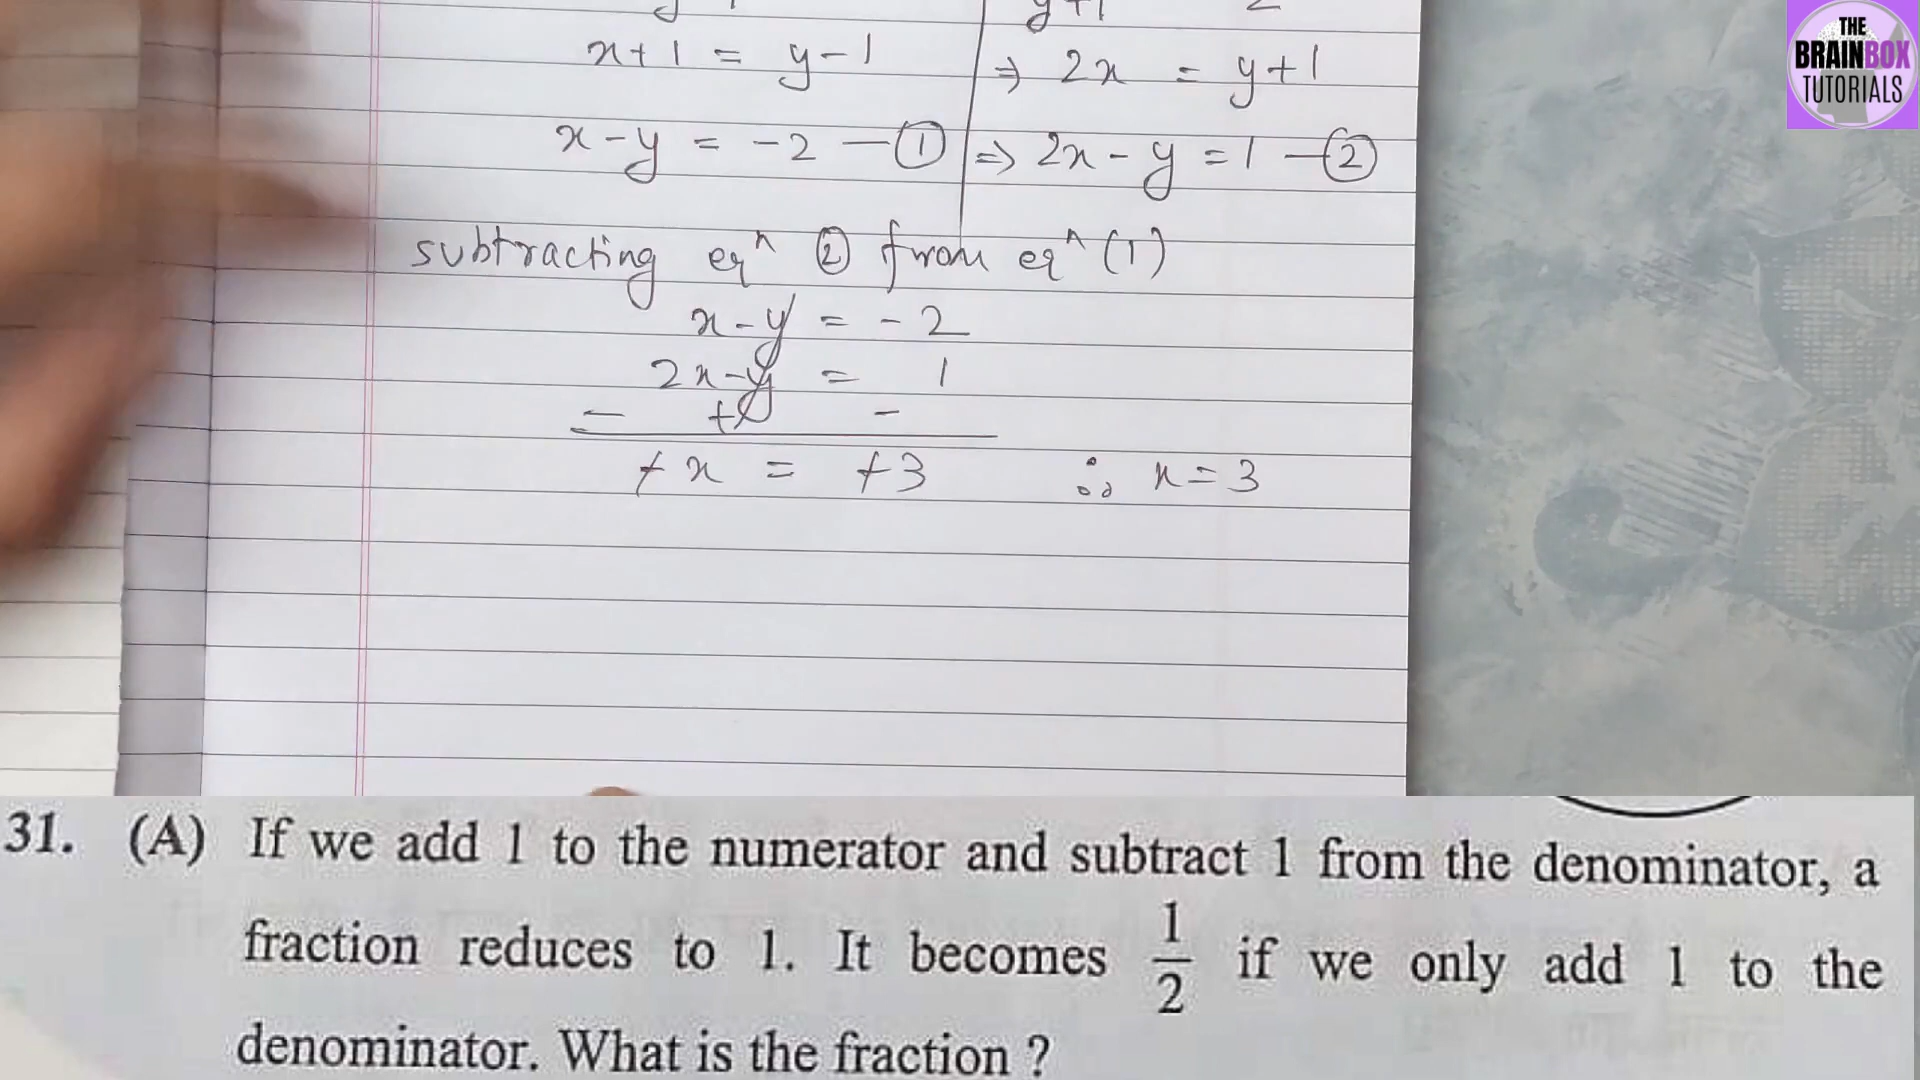 THE
BRAINBOX
TUTORIALS
y+1 2
x+1 = y-1
⇒ 2x = y+1
x-y = -2 —①
⇒ 2x-y = 1 —②
subtracting eqⁿ ② from eqⁿ (1)
x-y = -2
2x-y = 1
- + -
+x = +3 ∴ x=3
31. (A) If we add 1 to the numerator and subtract 1 from the denominator, a
fraction reduces to 1. It becomes 1/2 if we only add 1 to the
denominator. What is the fraction ?